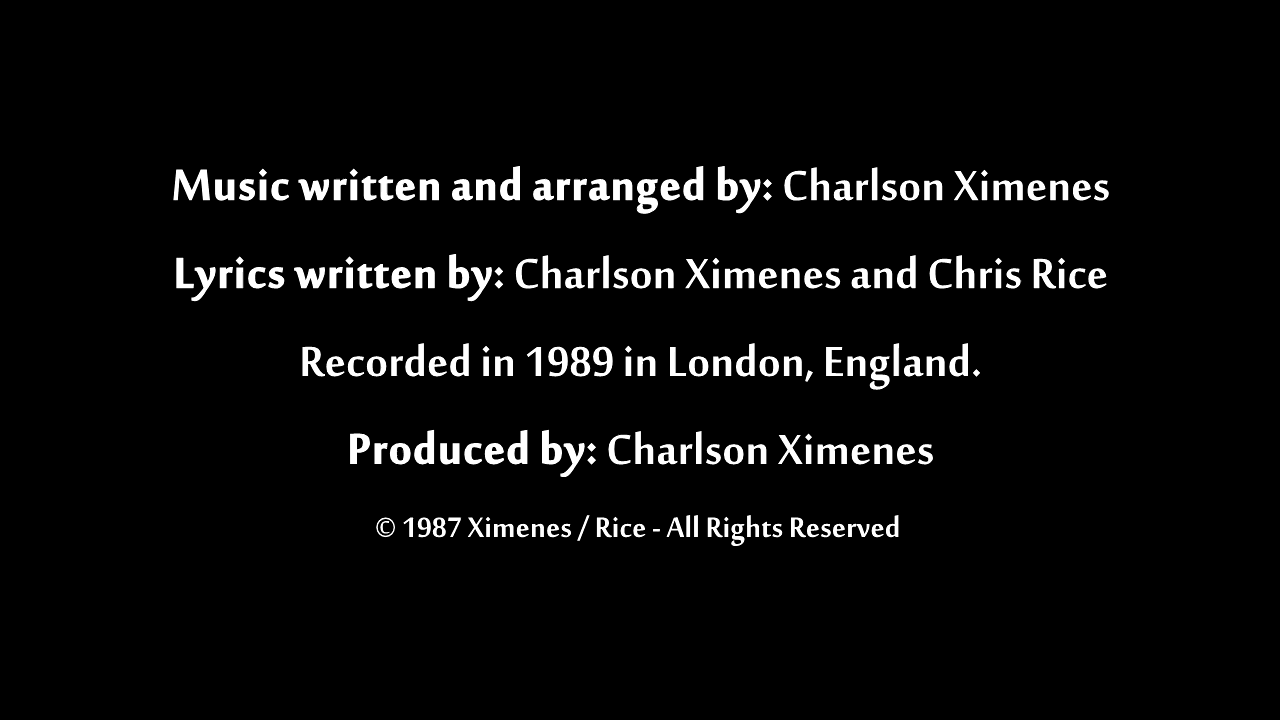 Music written and arranged by: Charlson Ximenes
Lyrics written by: Charlson Ximenes and Chris Rice
Recorded in 1989 in London, England.
Produced by: Charlson Ximenes
© 1987 Ximenes / Rice - All Rights Reserved